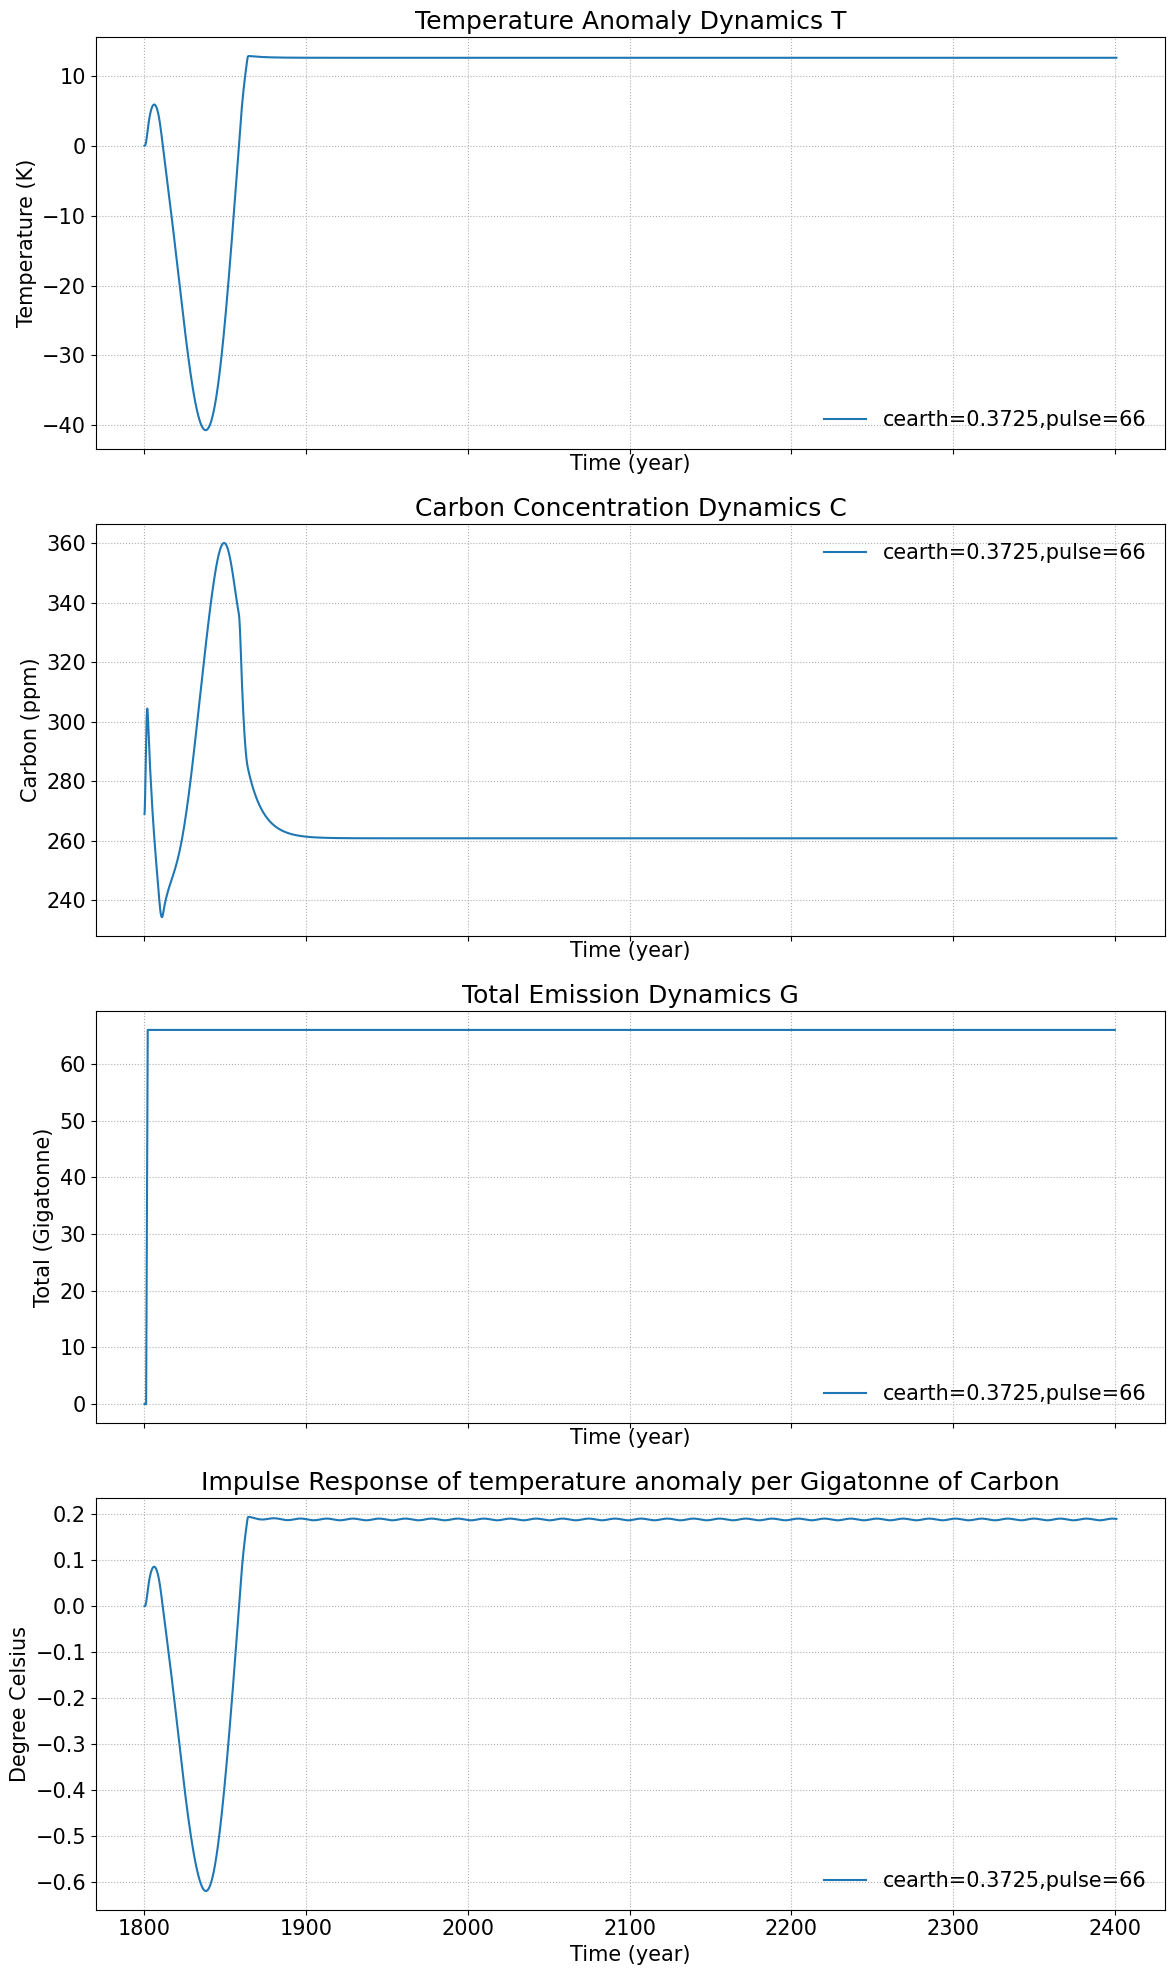 Temperature Anomaly Dynamics T
10
0
−10
−20
−30
−40
Temperature (K)
cearth=0.3725,pulse=66
Time (year)
Carbon Concentration Dynamics C
360
340
320
300
280
260
240
Carbon (ppm)
cearth=0.3725,pulse=66
Time (year)
Total Emission Dynamics G
60
50
40
30
20
10
0
Total (Gigatonne)
cearth=0.3725,pulse=66
Time (year)
Impulse Response of temperature anomaly per Gigatonne of Carbon
0.2
0.1
0.0
−0.1
−0.2
−0.3
−0.4
−0.5
−0.6
Degree Celsius
cearth=0.3725,pulse=66
1800 1900 2000 2100 2200 2300 2400
Time (year)